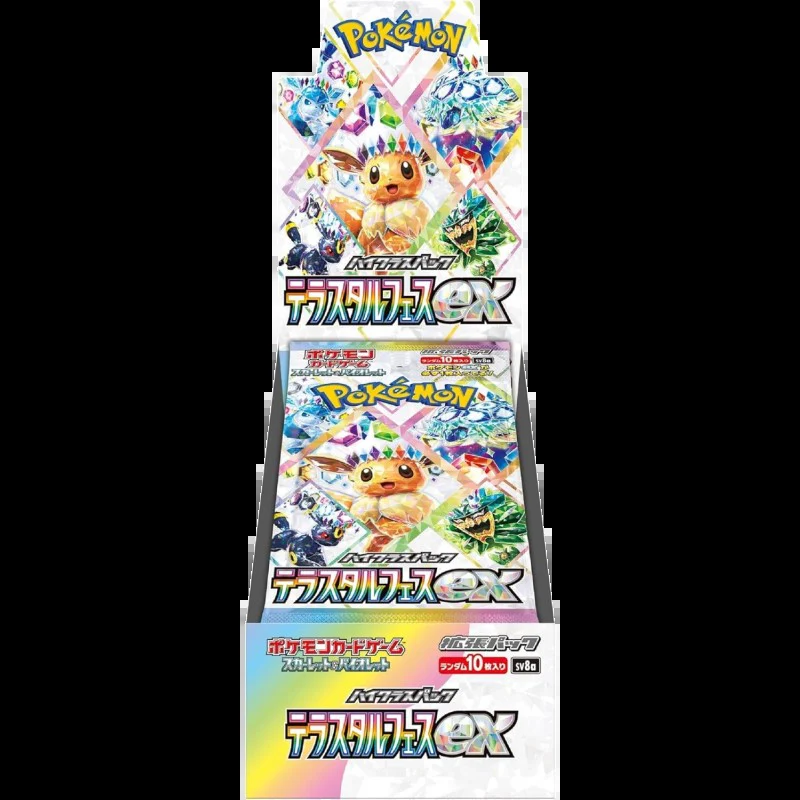 POKéMON
ハイクラスパック
テラスタルフェスex
ポケモン
カードゲーム
スカーレット&バイオレット
拡張パック
ランダム10枚入り sv8a
POKéMON
ハイクラスパック
テラスタルフェスex
ポケモンカードゲーム
スカーレット&バイオレット
拡張パック
ランダム10枚入り sv8a
ハイクラスパック
テラスタルフェスex